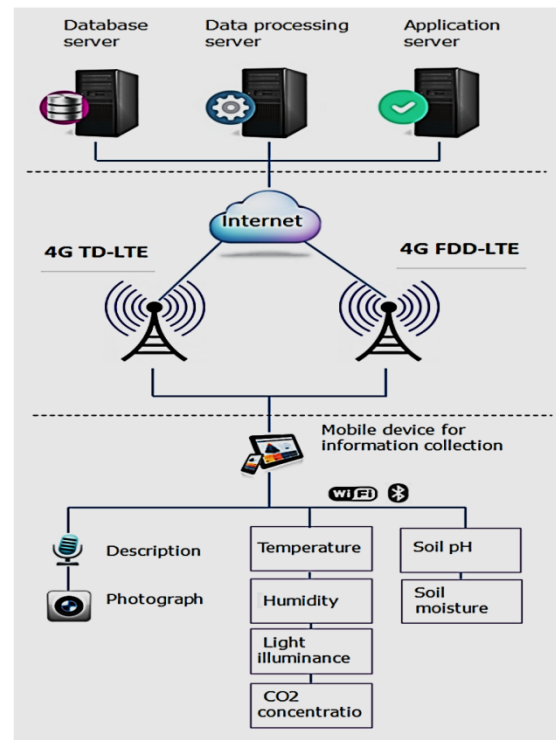 Database server
Data processing server
Application server
Internet
4G TD-LTE
4G FDD-LTE
Mobile device for
information collection
WiFi
Description
Photograph
Temperature
Humidity
Light
illuminance
CO2
concentratio
Soil pH
Soil
moisture